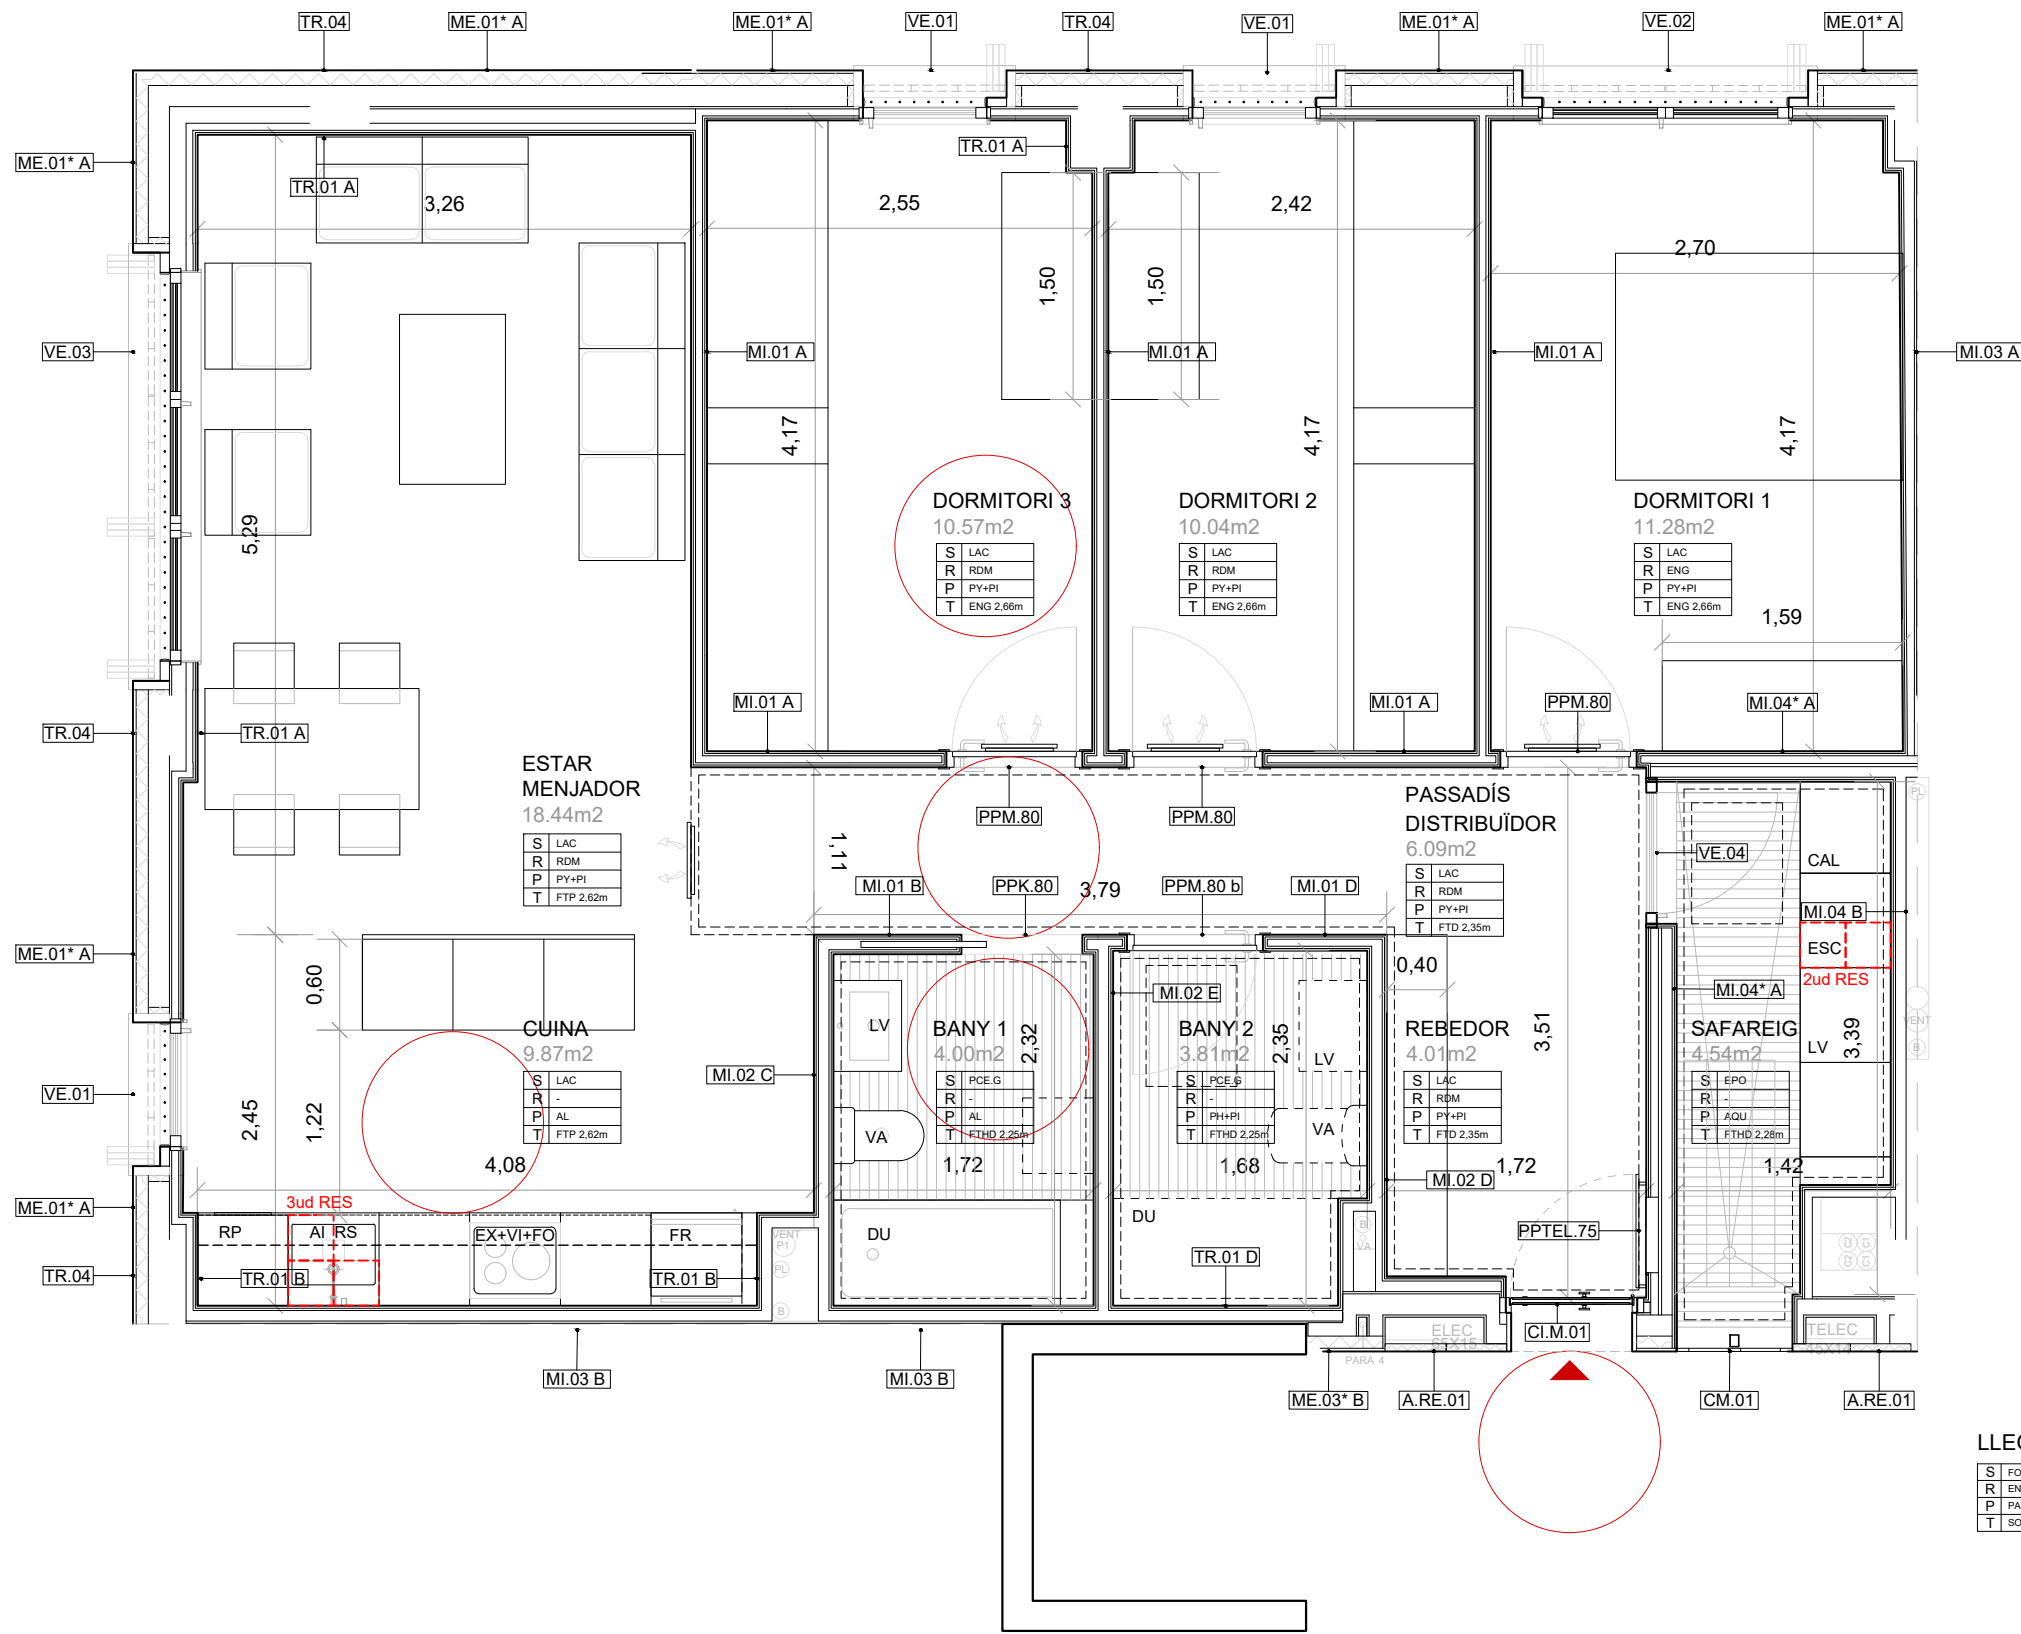 TR.04
ME.01* A
ME.01* A
VE.01
TR.04
VE.01
ME.01* A
VE.02
ME.01* A
ME.01* A
TR.01 A
TR.01 A
3,26
2,55
2,42
2,70
1,50
1,50
VE.03
MI.01 A
MI.01 A
MI.01 A
MI.03 A
4,17
4,17
4,17
5,29
DORMITORI 3
10.57m2
S LAC
R RDM
P PY+PI
T ENG 2,66m
DORMITORI 2
10.04m2
S LAC
R RDM
P PY+PI
T ENG 2,66m
DORMITORI 1
11.28m2
S LAC
R ENG
P PY+PI
T ENG 2,66m
1,59
MI.01 A
MI.01 A
PPM.80
MI.04* A
TR.04
TR.01 A
ESTAR
MENJADOR
18.44m2
S LAC
R RDM
P PY+PI
T FTP 2,62m
PPM.80
PPM.80
PASSADÍS
DISTRIBUÏDOR
6.09m2
S LAC
R RDM
P PY+PI
T FTD 2,35m
1,11
3,79
MI.01 B
PPK.80
PPM.80 b
MI.01 D
VE.04
CAL
PL
MI.04 B
ESC
2ud RES
ME.01* A
0,60
0,40
MI.02 E
MI.04* A
CUINA
9.87m2
S LAC
R -
P AL
T FTP 2,62m
LV
BANY 1
4.00m2
2,32
S PCE.G
R -
P AL
T FTHD 2,25m
BANY 2
3.81m2
2,35
LV
S PCE.G
R -
P PH+PI
T FTHD 2,25m
REBEDOR
4.01m2
S LAC
R RDM
P PY+PI
T FTD 2,35m
3,51
SAFAREIG
4.54m2
S EPO
R -
P AQU
T FTHD 2,28m
LV
3,39
VENT
B
MI.02 C
VE.01
2,45
1,22
VA
VA
4,08
1,72
1,68
MI.02 D
1,72
1,42
ME.01* A
3ud RES
RP
AI RS
EX+VI+FO
FR
VENT
P1
PL
B
DU
DU
B
VA
PPTEL.75
C2 C1
C2 C1
TR.04
TR.01 B
TR.01 B
TR.01 D
ELEC
65X15
CI.M.01
TELEC
45X14
PARA 4
MI.03 B
MI.03 B
ME.03* B
A.RE.01
CM.01
A.RE.01
S
R
P
T